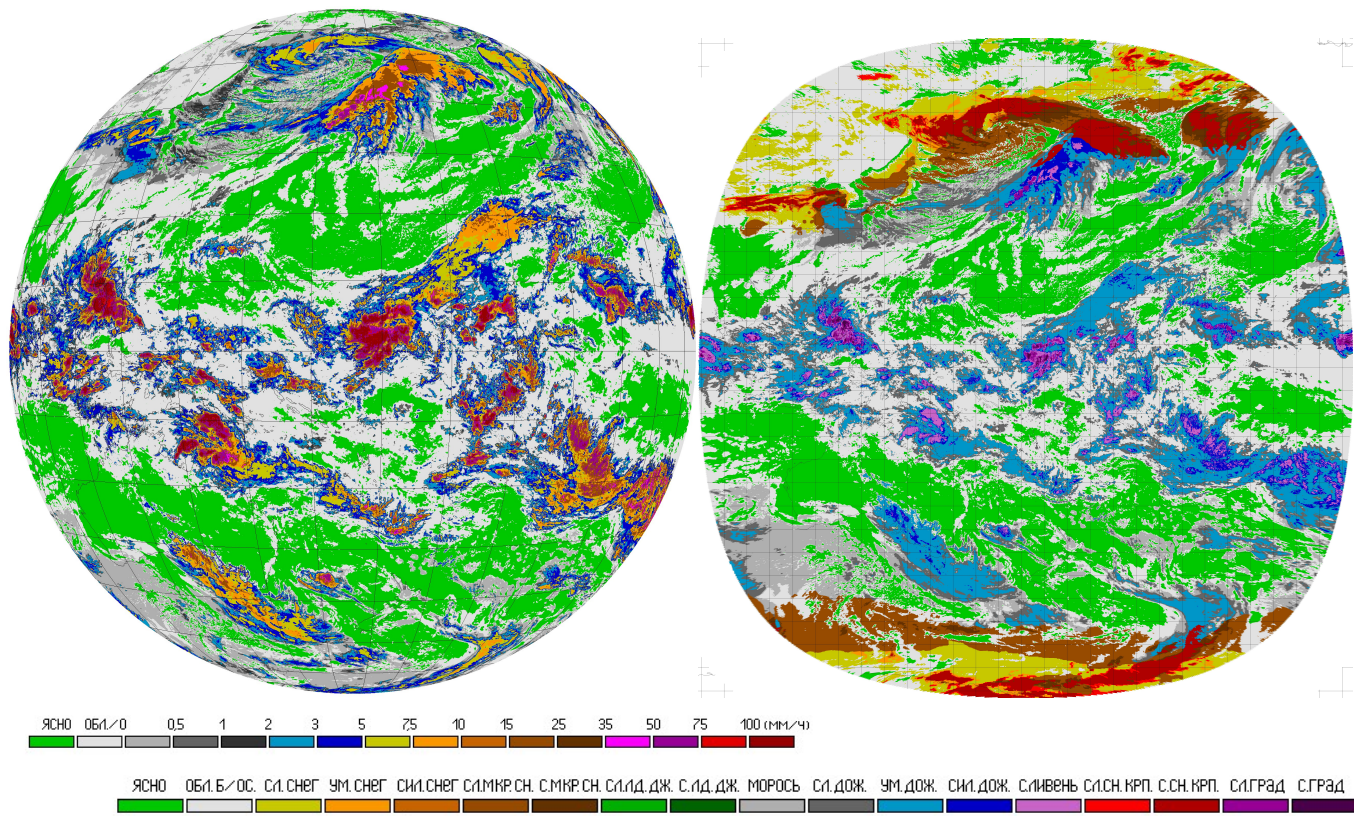 ЯСНО ОБЛ./0 0,5 1 2 3 5 7,5 10 15 25 35 50 75 100 (ММ/Ч)
ЯСНО ОБЛ. Б/ОС. СЛ. СНЕГ УМ. СНЕГ СИЛ. СНЕГ СЛ.МКР. СН. С.МКР. СН. СЛ.ЛД. ДЖ. С.ЛД. ДЖ. МОРОСЬ СЛ. ДОЖ. УМ. ДОЖ. СИЛ. ДОЖ. СЛИВЕНЬ СЛ.СН. КРП. С.СН. КРП. СЛ.ГРАД С.ГРАД